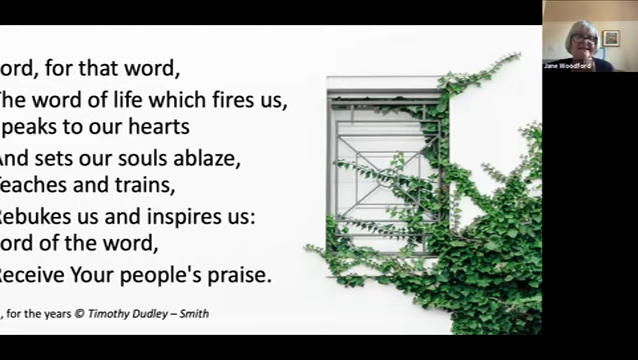 ord, for that word,
he word of life which fires us,
peaks to our hearts
And sets our souls ablaze,
eaches and trains,
Rebukes us and inspires us:
ord of the word,
Receive Your people's praise.
, for the years © Timothy Dudley – Smith
Jane Woodford